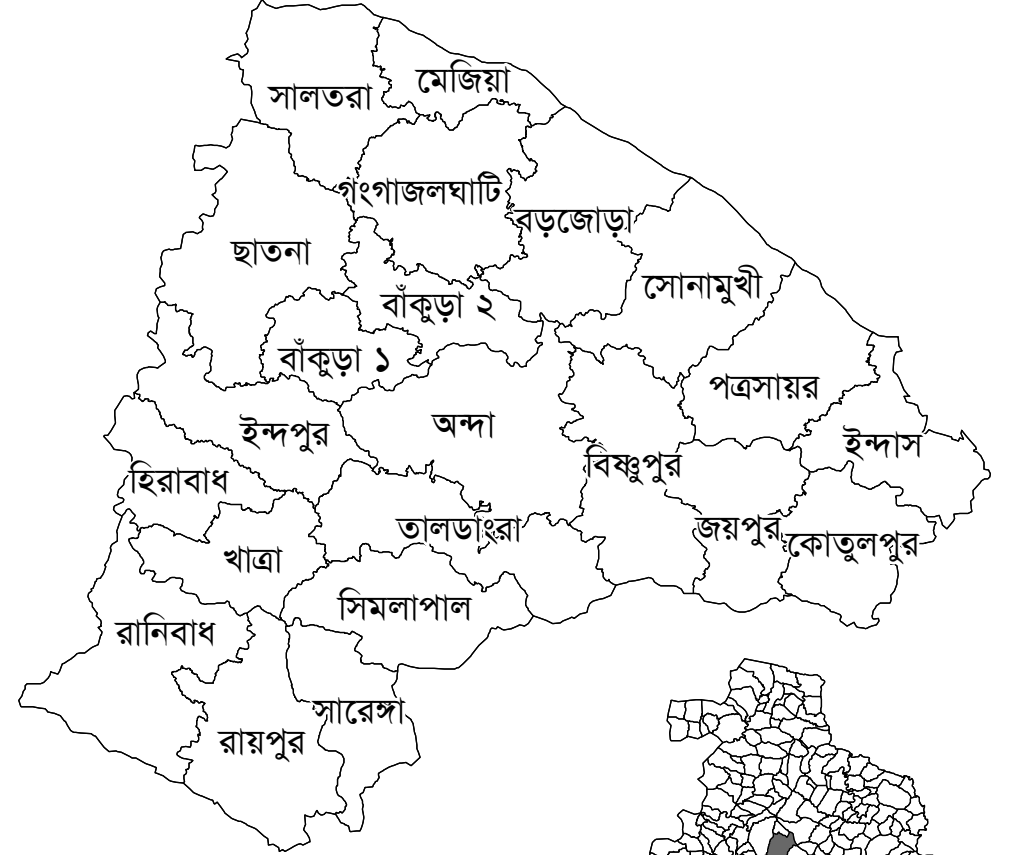 মেজিয়া
সালতরা
গংগাজলঘাটি
বড়জোড়া
ছাতনা
সোনামুখী
বাঁকুড়া ২
বাঁকুড়া ১
পত্রসায়র
অন্দা
ইন্দপুর
ইন্দাস
বিষ্ণুপুর
হিরাবাধ
তালডাংরা
জয়পুর
কোতুলপুর
খাত্রা
সিমলাপাল
রানিবাধ
সারেঙ্গা
রায়পুর